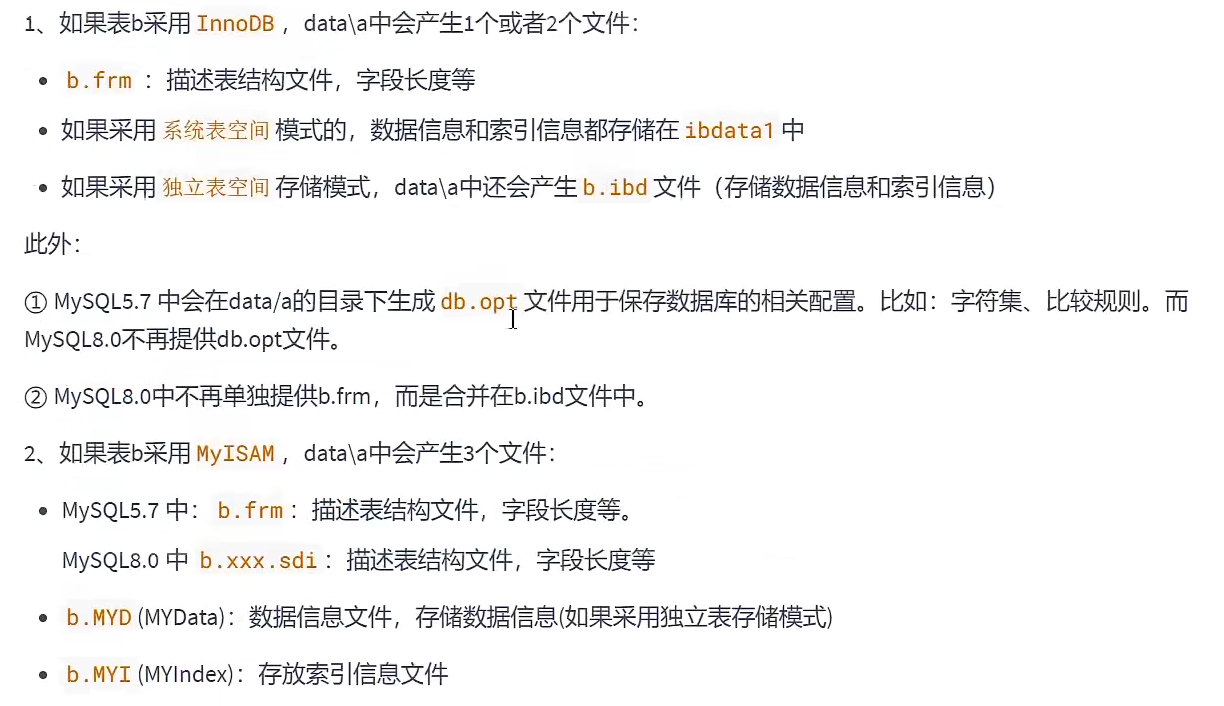 1、如果表b采用 InnoDB ，data\a中会产生1个或者2个文件：
• b.frm ：描述表结构文件，字段长度等
• 如果采用 系统表空间 模式的，数据信息和索引信息都存储在 ibdata1 中
• 如果采用 独立表空间 存储模式，data\a中还会产生 b.ibd 文件（存储数据信息和索引信息）
此外：
① MySQL5.7 中会在data/a的目录下生成 db.opt 文件用于保存数据库的相关配置。比如：字符集、比较规则。而
MySQL8.0不再提供db.opt文件。
② MySQL8.0中不再单独提供b.frm，而是合并在b.ibd文件中。
2、如果表b采用 MyISAM ，data\a中会产生3个文件：
• MySQL5.7 中： b.frm ：描述表结构文件，字段长度等。
MySQL8.0 中 b.xxx.sdi ：描述表结构文件，字段长度等
• b.MYD (MYData)：数据信息文件，存储数据信息(如果采用独立表存储模式)
• b.MYI (MYIndex)：存放索引信息文件